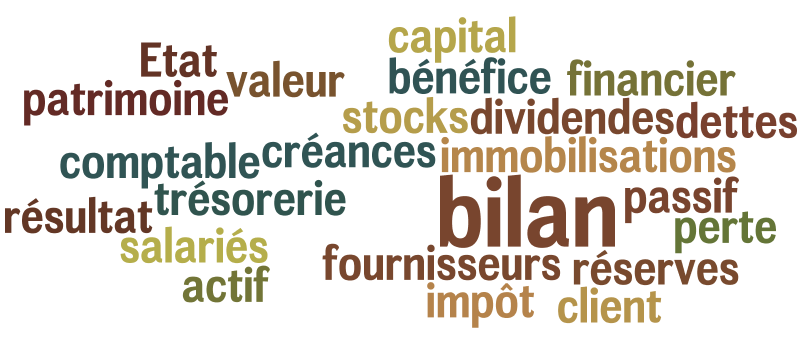 capital
Etat
valeur
bénéfice
financier
patrimoine
stocks
dividendes
dettes
comptable
créances
immobilisations
trésorerie
bilan
passif
résultat
perte
salariés
fournisseurs
réserves
actif
impôt
client